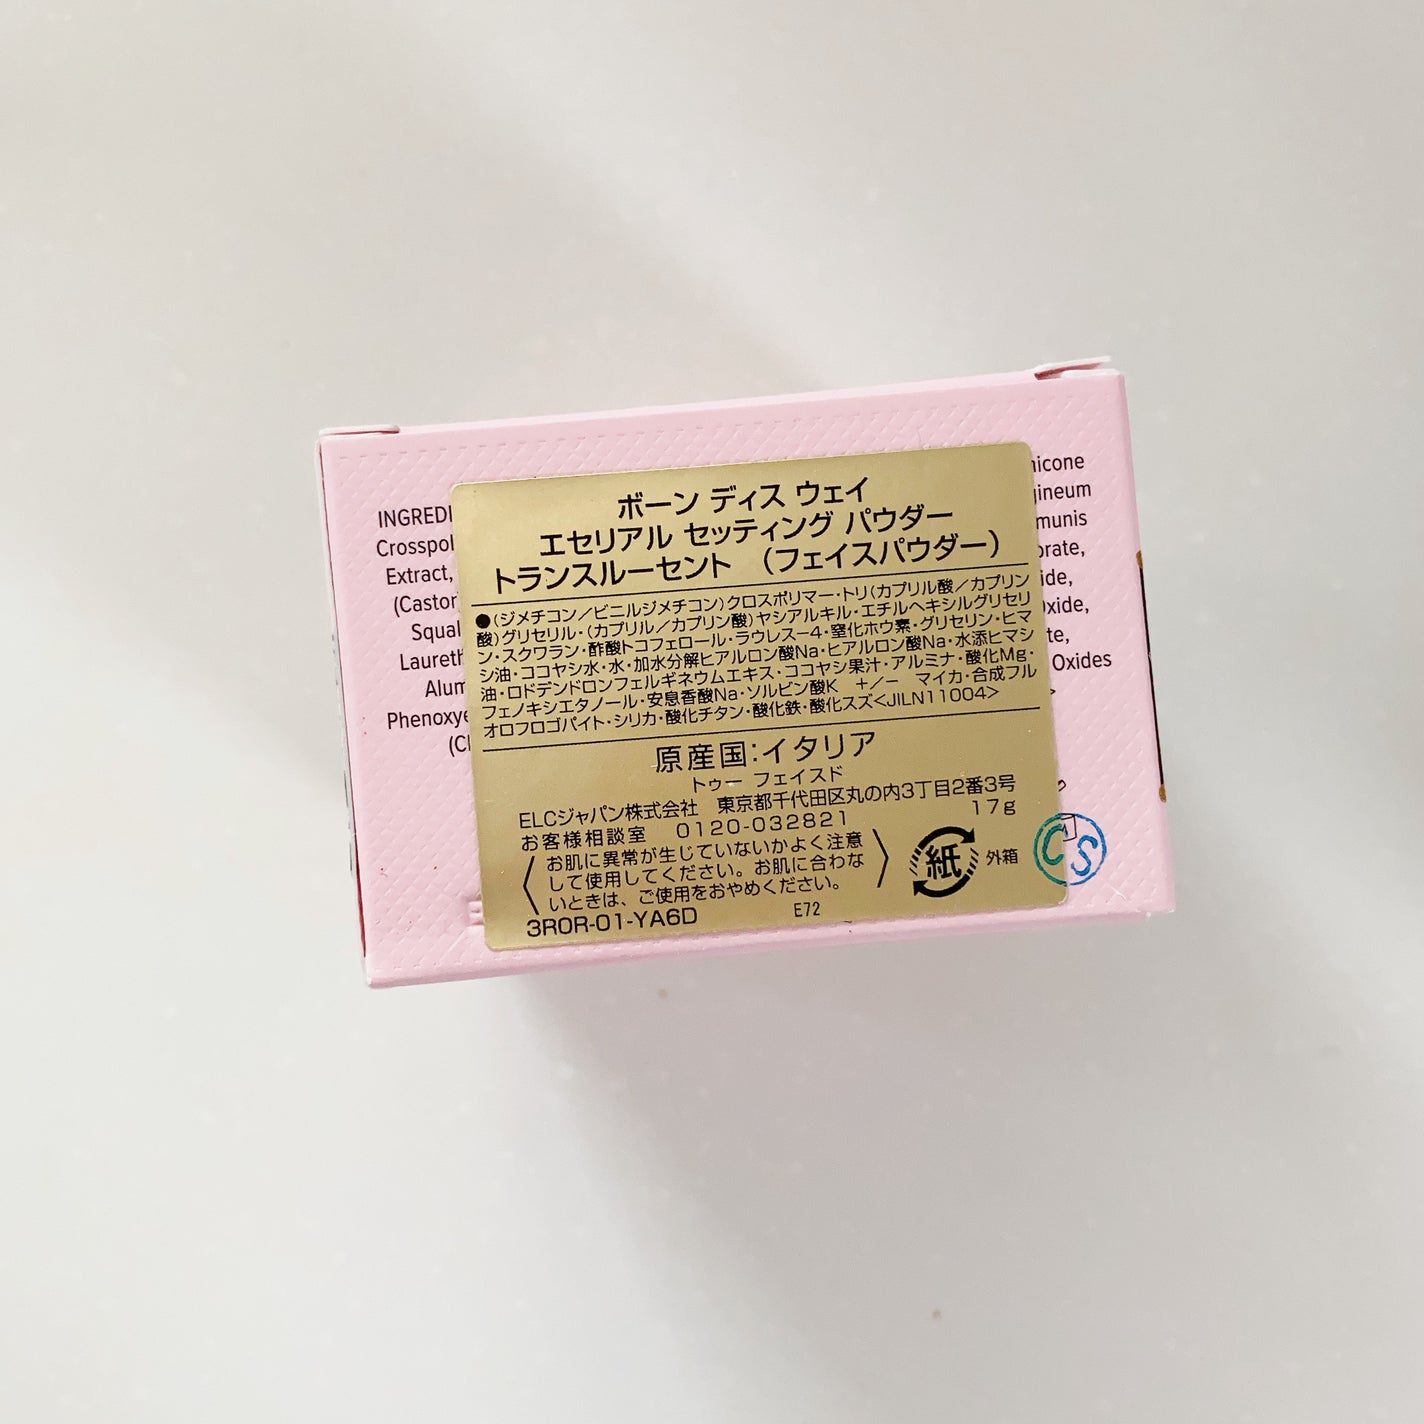 ボーン ディス ウェイ
エセリアル セッティング パウダー
トランスルーセント （フェイスパウダー）
●(ジメチコン／ビニルジメチコン)クロスポリマー・トリ(カプリル酸／カプリン
酸)グリセリル・(カプリル／カプリン酸)ヤシアルキル・エチルヘキシルグリセリ
ン・スクワラン・酢酸トコフェロール・ラウレス－4・窒化ホウ素・グリセリン・ヒマ
シ油・ココヤシ水・水・加水分解ヒアルロン酸Na・ヒアルロン酸Na・水添ヒマシ
油・ロドデンドロンフェルギネウムエキス・ココヤシ果汁・アルミナ・酸化Mg・
フェノキシエタノール・安息香酸Na・ソルビン酸K +/− マイカ・合成フル
オロフロゴパイト・シリカ・酸化チタン・酸化鉄・酸化スズ<JILN11004>
原産国：イタリア
トゥー フェイスド
ELCジャパン株式会社 東京都千代田区丸の内3丁目2番3号
お客様相談室 0120-032821 17g
お肌に異常が生じていないかよく注意
して使用してください。お肌に合わな
いときは、ご使用をおやめください。
紙 外箱
3R0R-01-YA6D E72
CS
INGREDI
Crosspol
Extract,
(Castor
Squal
Laureth
Alum
Phenoxye
(CI
nicone
gineum
munis
orate,
ide,
Oxide,
te,
Oxides
>